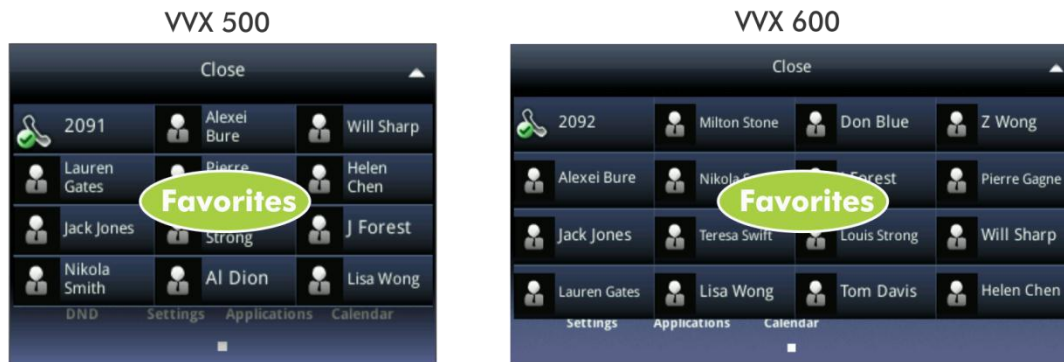 VVX 500
VVX 600
Close
2091
Alexei
Bure
Will Sharp
Lauren
Gates
Pierre
Helen
Chen
Jack Jones
Strong
J Forest
Nikola
Smith
Al Dion
Lisa Wong
Favorites
DND Settings Applications Calendar
Close
2092
Milton Stone
Don Blue
Z Wong
Alexei Bure
Nikola
Forest
Pierre Gagne
Jack Jones
Teresa Swift
Louis Strong
Will Sharp
Lauren Gates
Lisa Wong
Tom Davis
Helen Chen
Favorites
Settings Applications Calendar